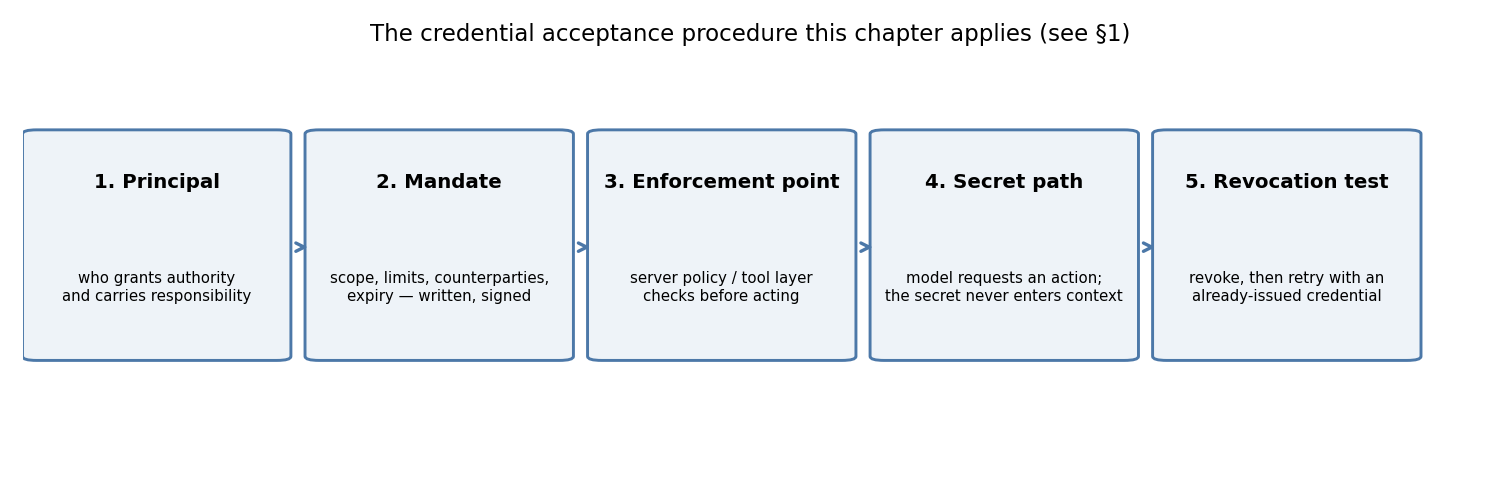 The credential acceptance procedure this chapter applies (see §1)
1. Principal
who grants authority
and carries responsibility
2. Mandate
scope, limits, counterparties,
expiry — written, signed
3. Enforcement point
server policy / tool layer
checks before acting
4. Secret path
model requests an action;
the secret never enters context
5. Revocation test
revoke, then retry with an
already-issued credential